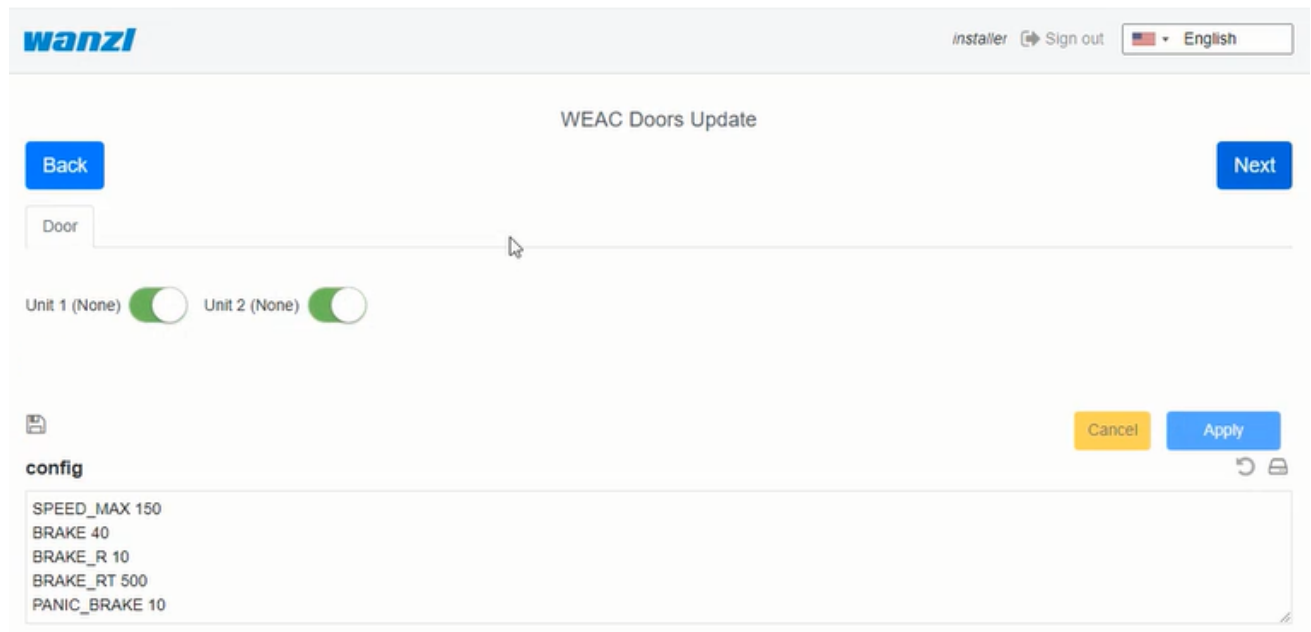 wanzl
installer Sign out English
WEAC Doors Update
Back Next
Door
Unit 1 (None) Unit 2 (None)
Cancel Apply
config
SPEED_MAX 150
BRAKE 40
BRAKE_R 10
BRAKE_RT 500
PANIC_BRAKE 10